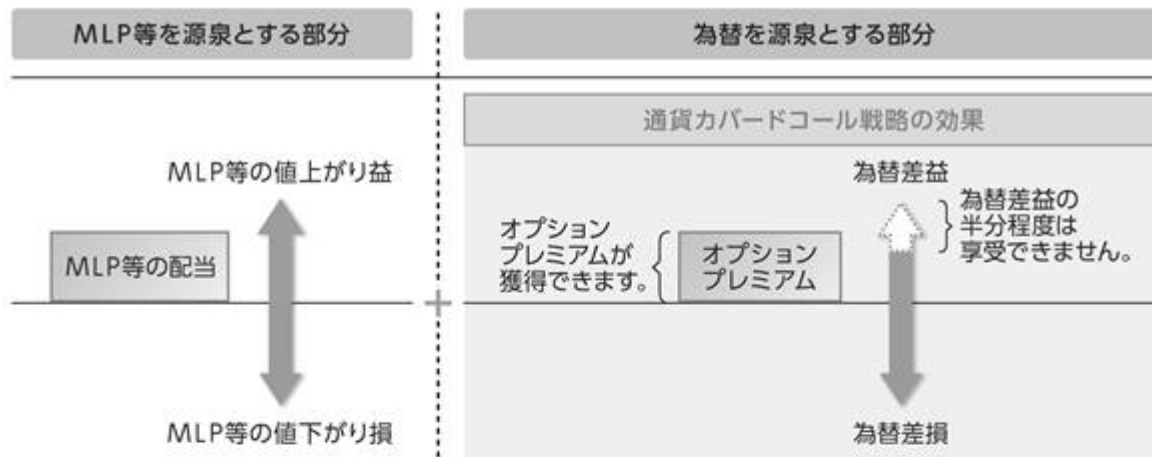 MLP等を源泉とする部分
為替を源泉とする部分
通貨カバードコール戦略の効果
MLP等の値上がり益
MLP等の配当
MLP等の値下がり損
為替差益
為替差益の
半分程度は
享受できません。
オプション
プレミアムが
獲得できます。
オプション
プレミアム
為替差損